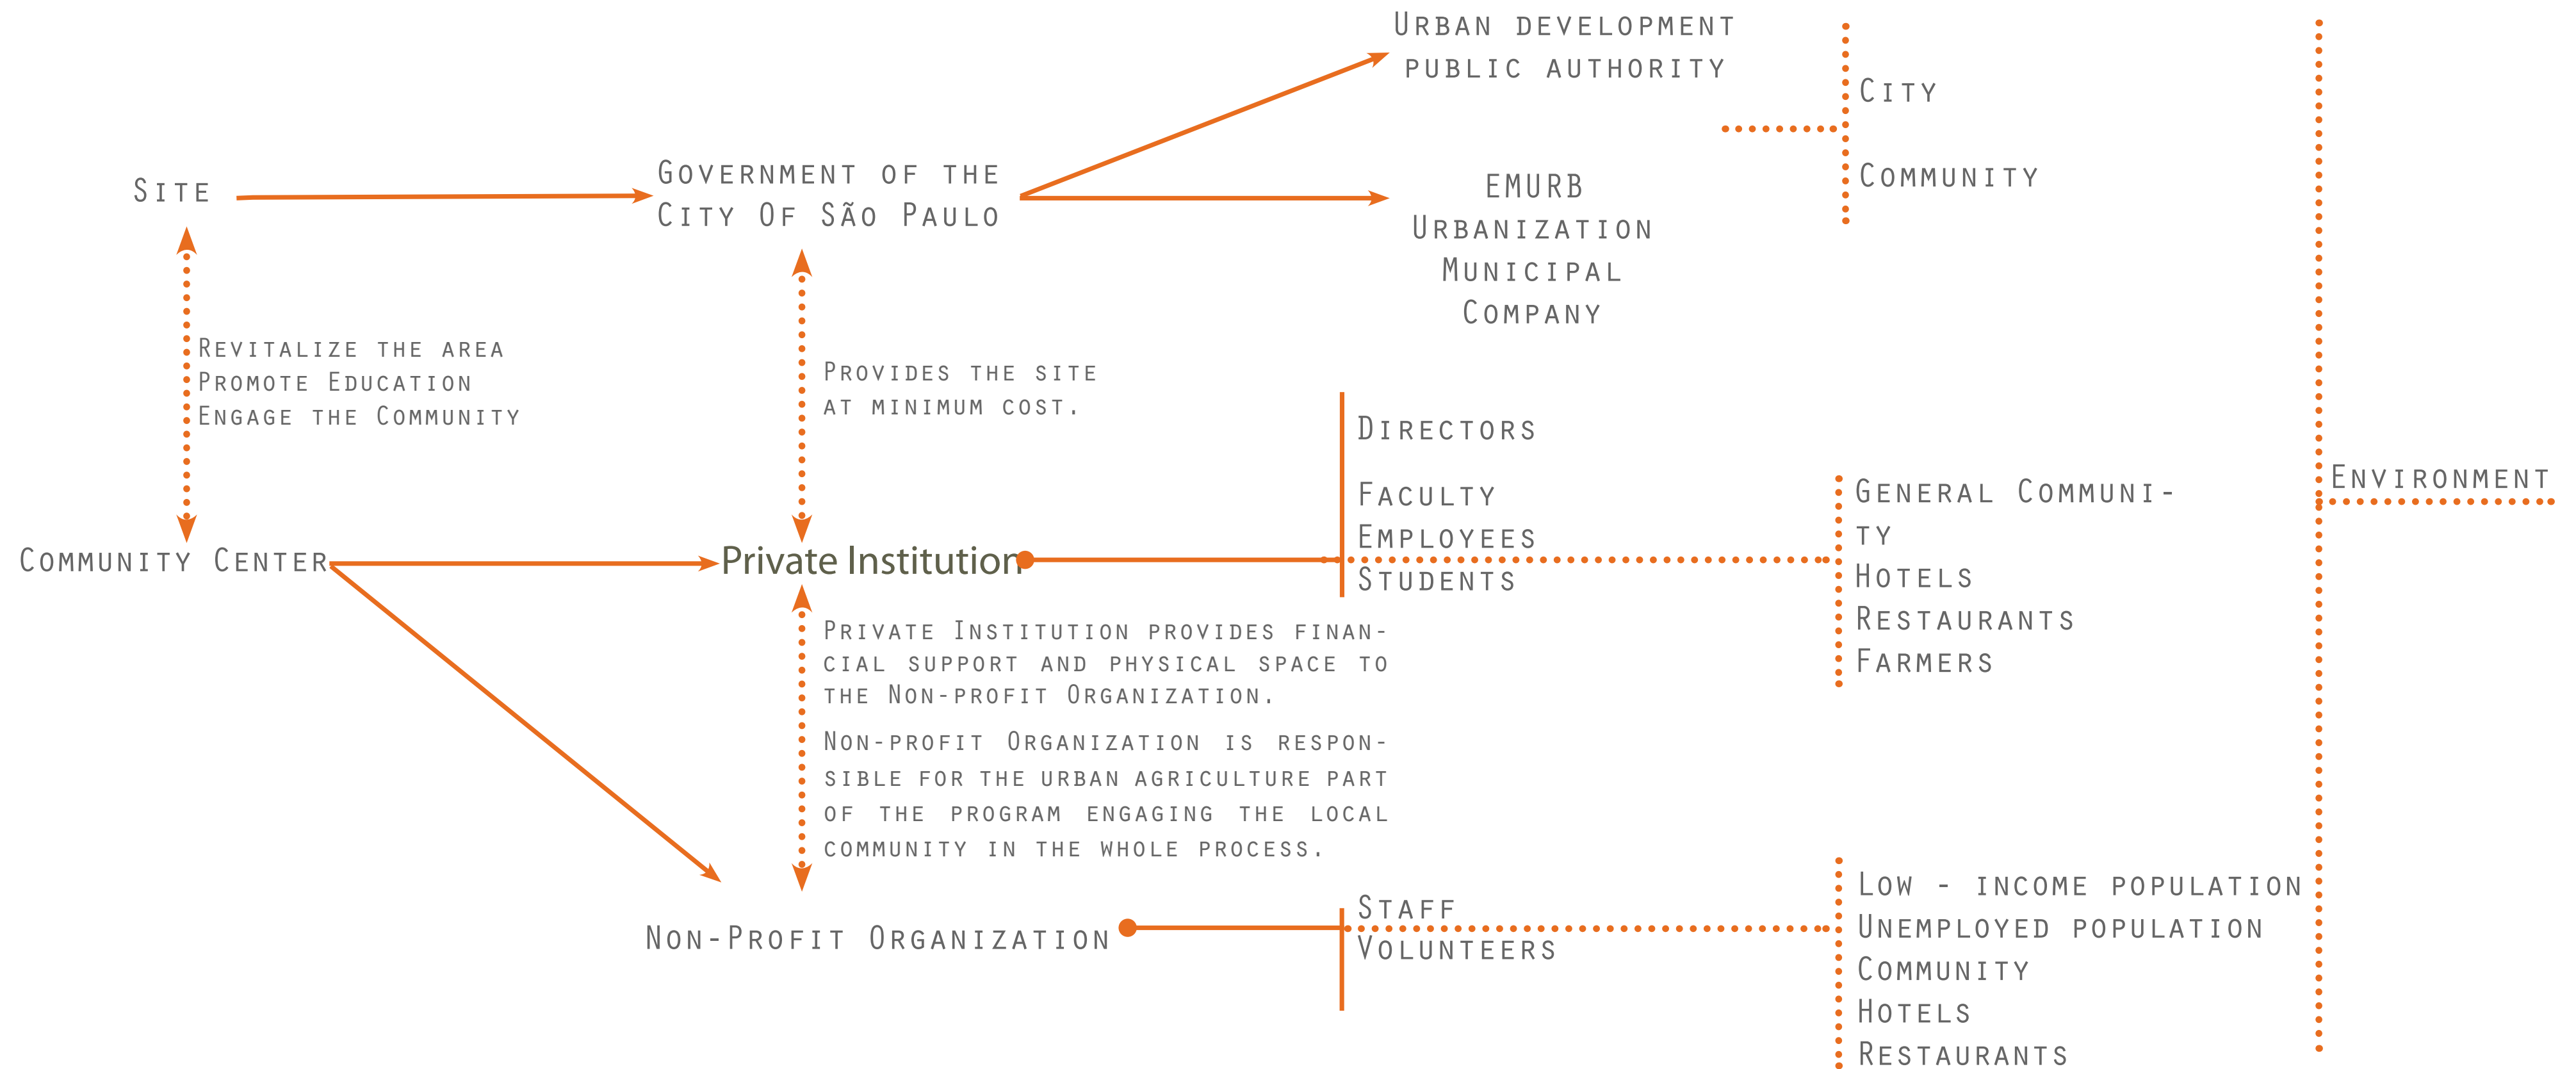 Urban development
public authority
City
Community
Site
Government of the
City Of São Paulo
EMURB
Urbanization
Municipal
Company
Revitalize the area
Promote Education
Engage the Community
Provides the site
at minimum cost.
Directors
Faculty
Employees
Students
General Communi-
ty
Hotels
Restaurants
Farmers
Environment
Community Center
Private Institution
Private Institution provides finan-
cial support and physical space to
the Non-profit Organization.
Non-profit Organization is respon-
sible for the urban agriculture part
of the program engaging the local
community in the whole process.
Non-Profit Organization
Staff
Volunteers
Low - income population
Unemployed population
Community
Hotels
Restaurants